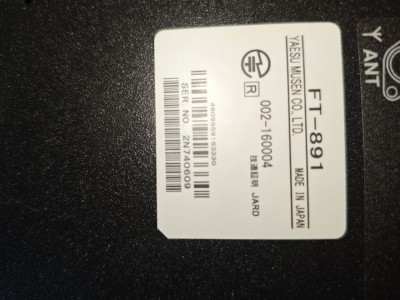 FT-891
YAESU MUSEN CO., LTD. MADE IN JAPAN
R 002-160004
技適証明 JARD
4909959153330
SER NO. 2N740609
Y ANT